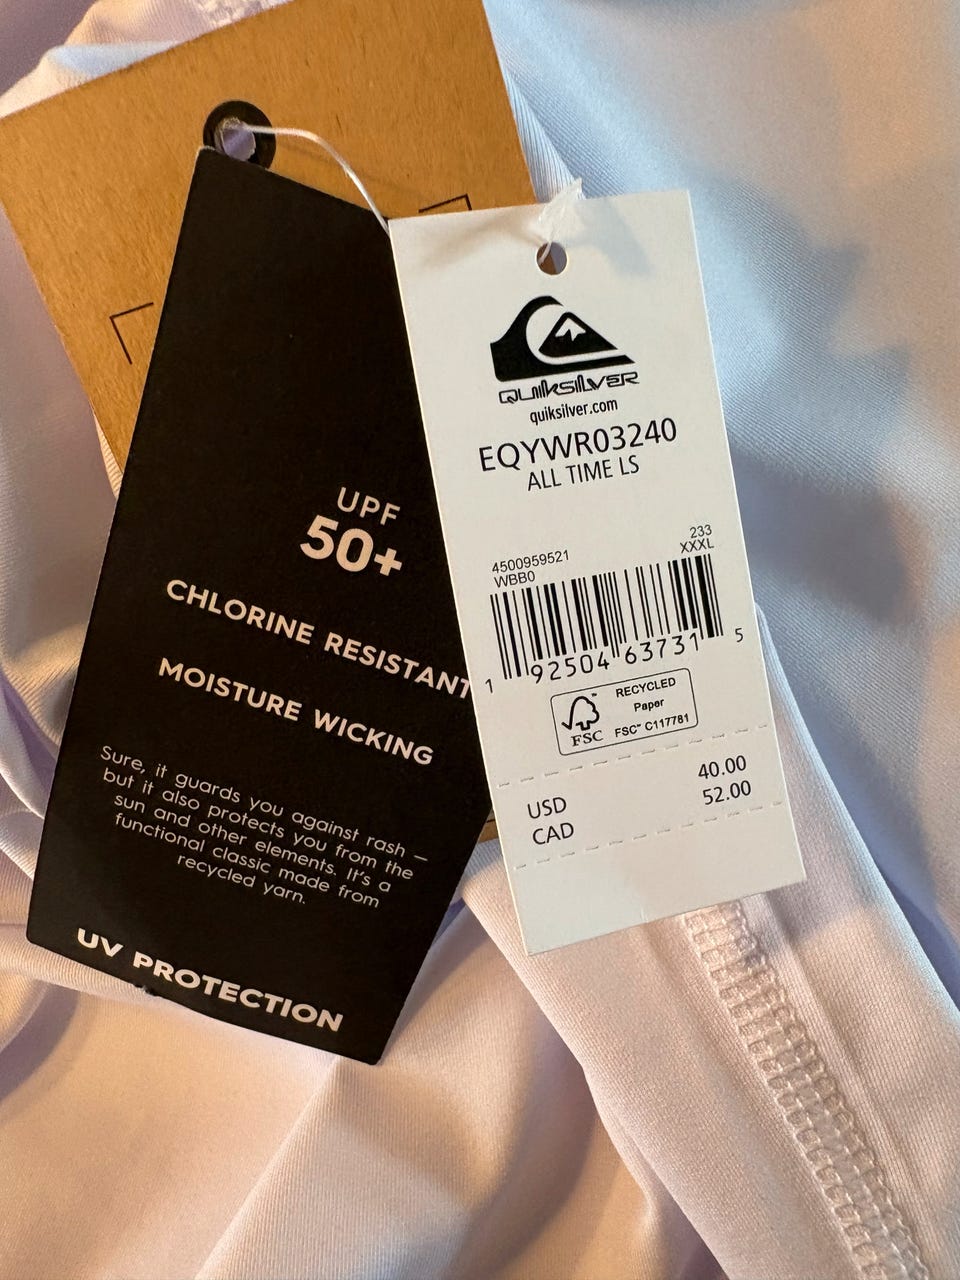 UPF
50+
CHLORINE RESISTANT
MOISTURE WICKING
Sure, it guards you against rash –
but it also protects you from the
sun and other elements. It's a
functional classic made from
recycled yarn.
UV PROTECTION
QUIKSILVER
quiksilver.com
EQYWR03240
ALL TIME LS
4500959521 233
WBB0 XXXL
1 92504 63731 5
FSC™
RECYCLED
Paper
FSC™ C117781
USD 40.00
CAD 52.00